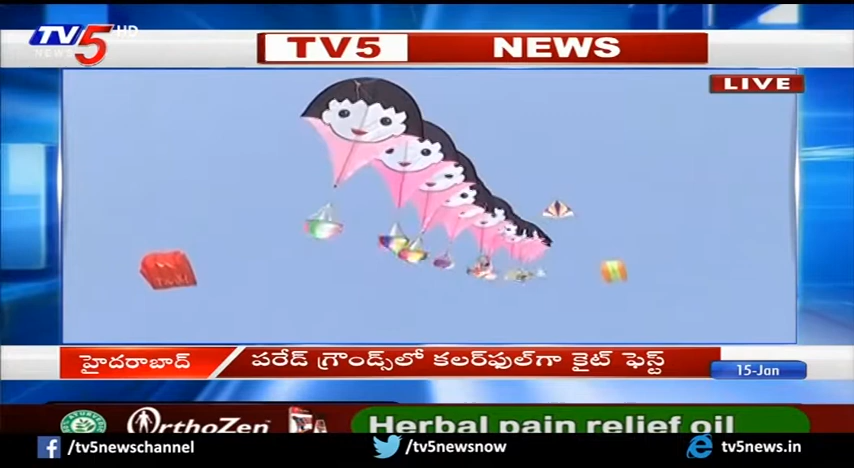 TV5 HD
NEWS
TV5 NEWS
LIVE
హైదరాబాద్
పరేడ్ గ్రౌండ్స్‌లో కలర్‌ఫుల్‌గా కైట్ ఫెస్ట్
15-Jan
OrthoZen
Herbal pain relief oil
/tv5newschannel
/tv5newsnow
tv5news.in